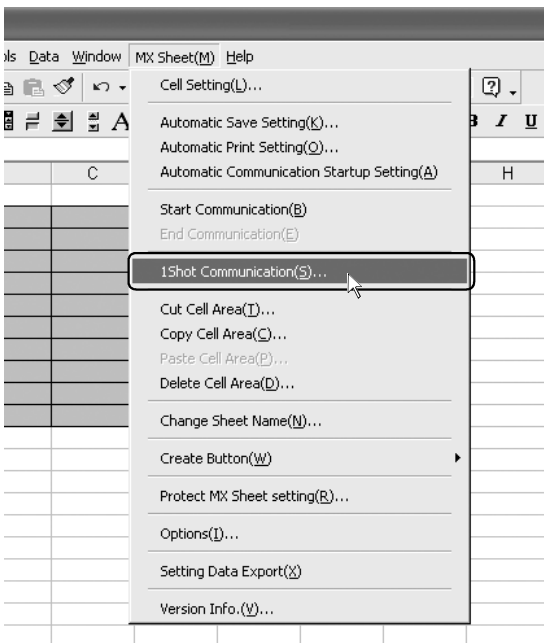 ols Data Window MX Sheet(M) Help
Cell Setting(L)...
Automatic Save Setting(K)...
Automatic Print Setting(O)...
Automatic Communication Startup Setting(A)
Start Communication(B)
End Communication(E)
1Shot Communication(S)...
Cut Cell Area(T)...
Copy Cell Area(C)...
Paste Cell Area(P)...
Delete Cell Area(D)...
Change Sheet Name(N)...
Create Button(W)
Protect MX Sheet setting(R)...
Options(I)...
Setting Data Export(X)
Version Info.(V)...
A
B I U
C H